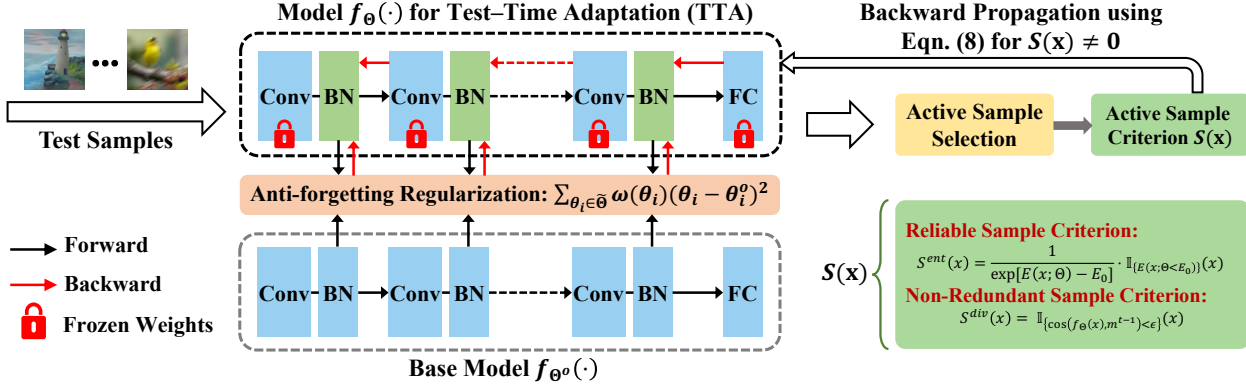 Model f_Θ(·) for Test–Time Adaptation (TTA)
Backward Propagation using
Eqn. (8) for S(x) ≠ 0
Test Samples
Conv BN Conv BN Conv BN FC
Active Sample
Selection
Active Sample
Criterion S(x)
Anti-forgetting Regularization: ∑_{θ_i∈Θ̃} ω(θ_i)(θ_i − θ_i^o)²
Forward
Backward
Frozen Weights
Conv BN Conv BN Conv BN FC
Base Model f_{Θ^o}(·)
S(x)
Reliable Sample Criterion:
S^{ent}(x) = 1 / exp[E(x; Θ) − E_0] · 𝕀_{{E(x;Θ<E_0)}}(x)
Non-Redundant Sample Criterion:
S^{div}(x) = 𝕀_{{cos(f_Θ(x),m^{t−1})<ϵ}}(x)